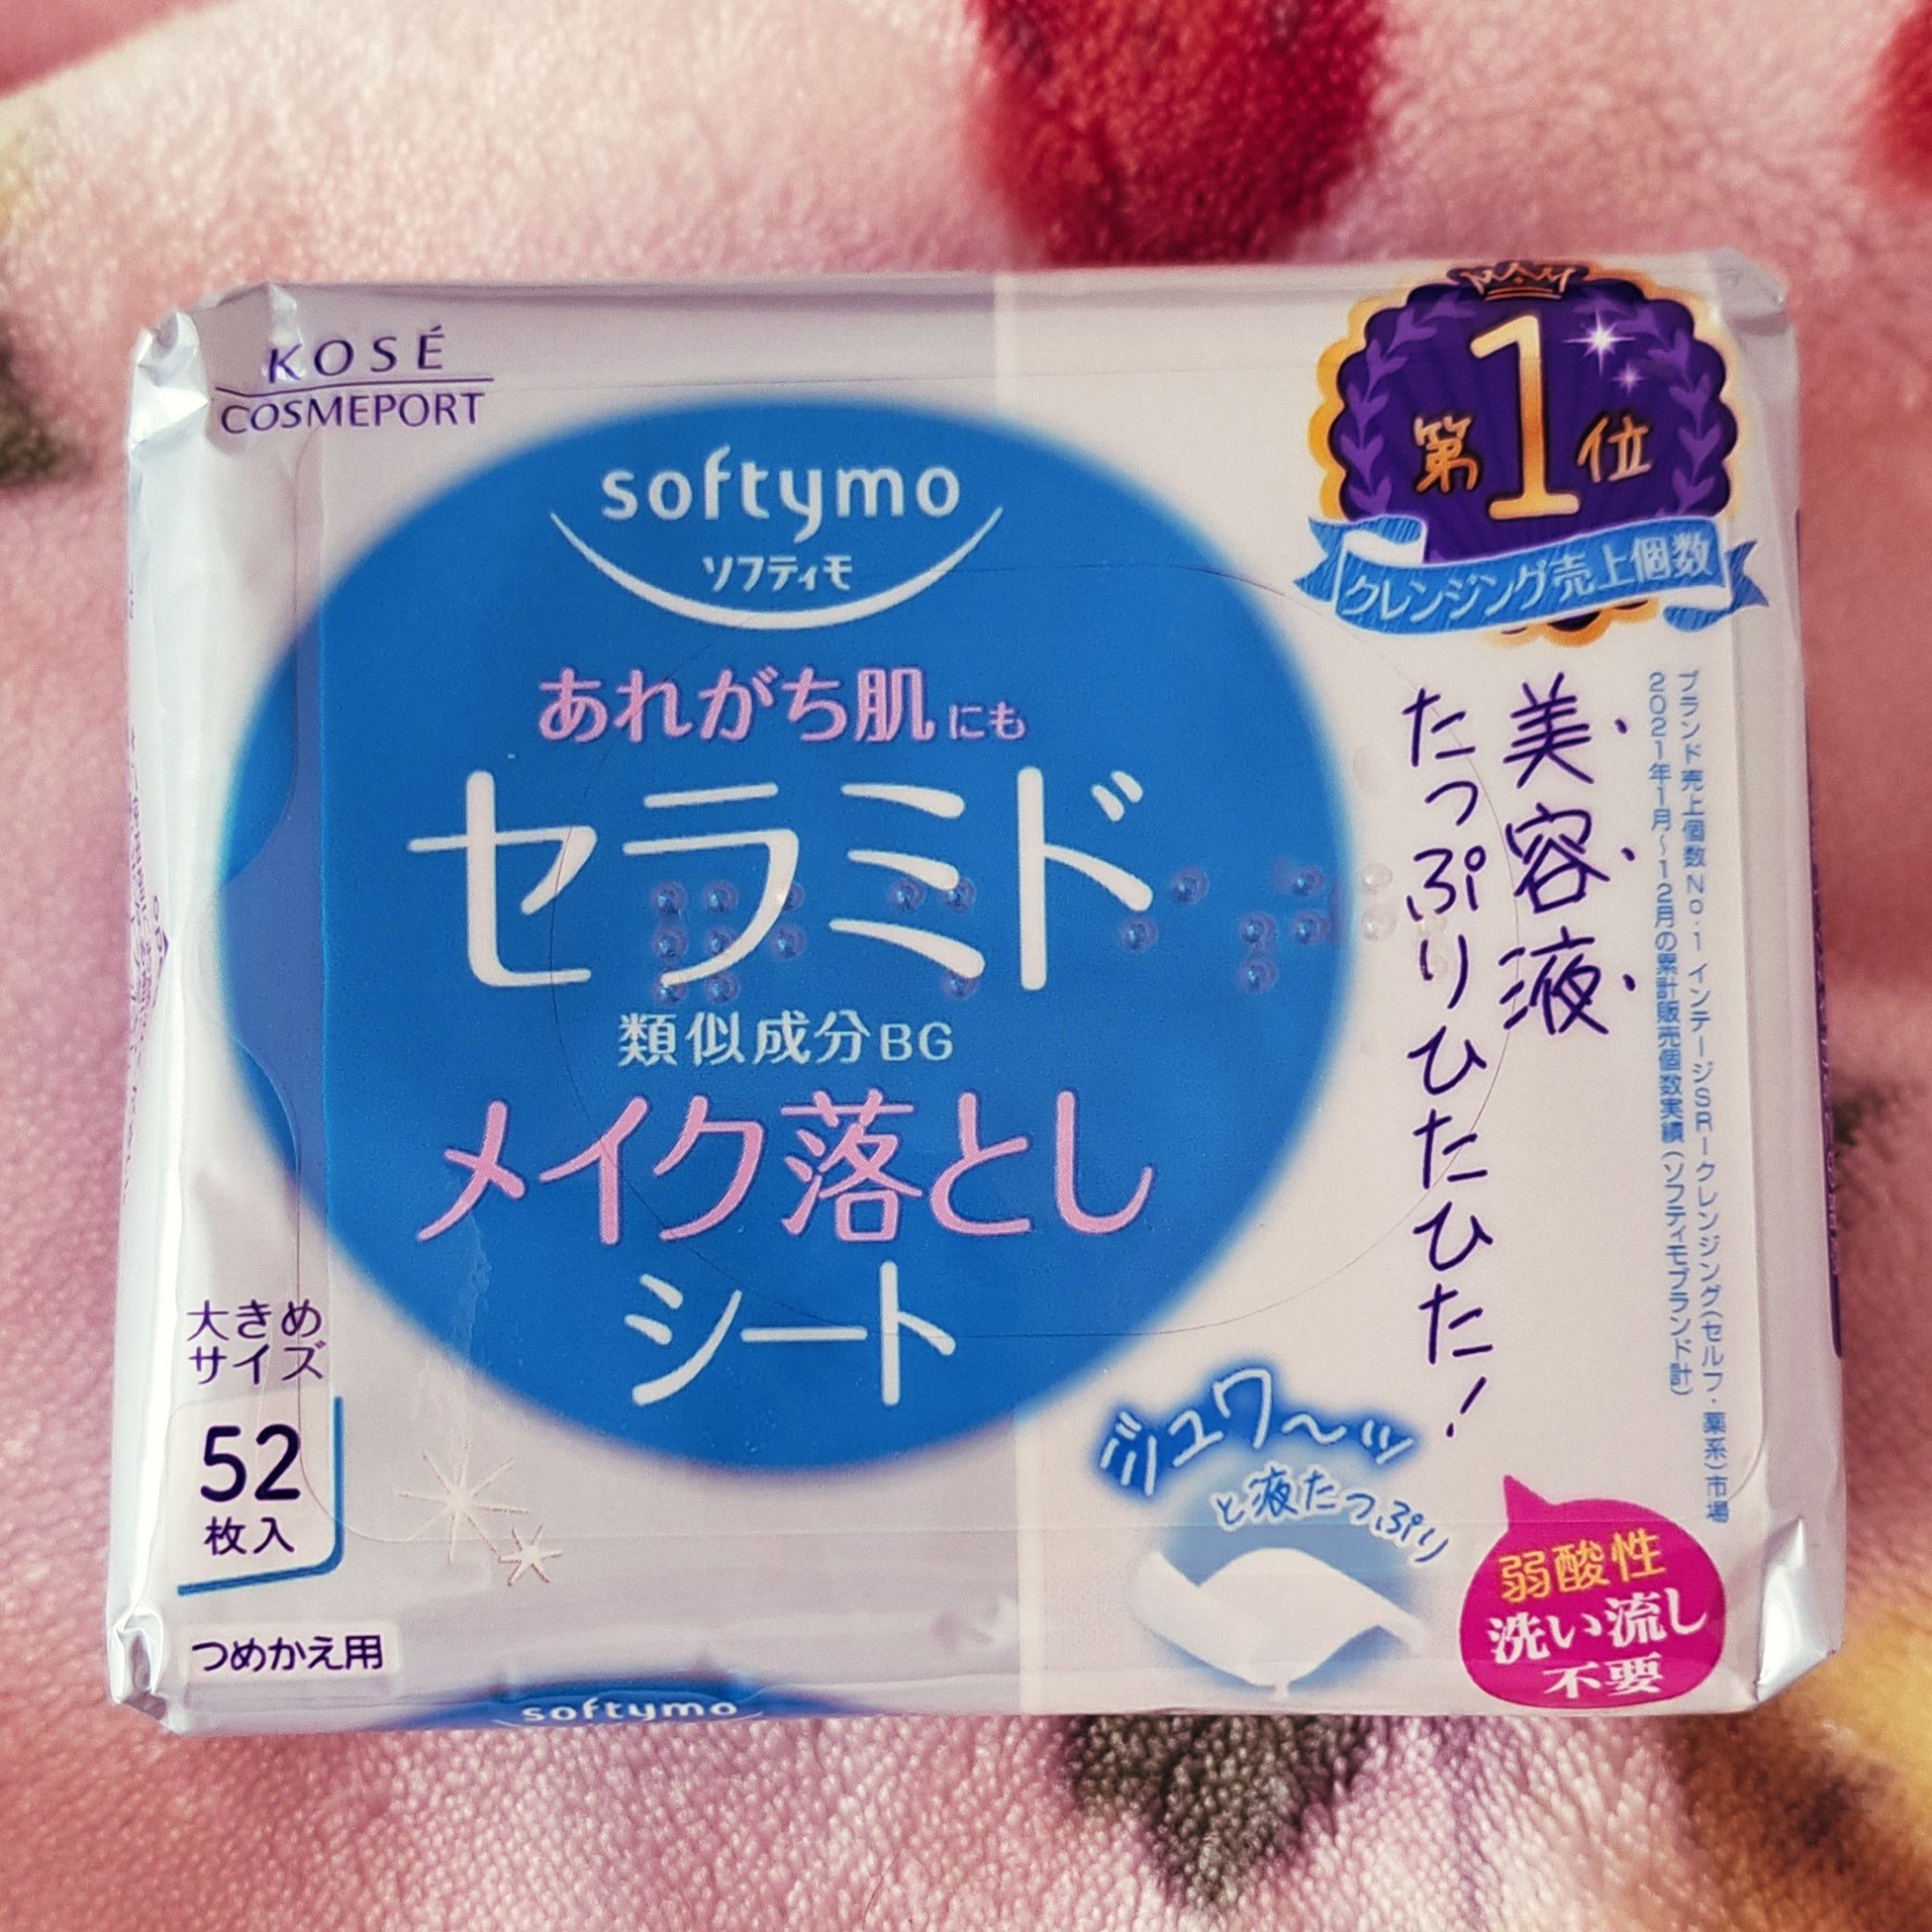 KOSÉ
COSMEPORT
softymo
ソフティモ
あれがち肌にも
セラミド
類似成分BG
メイク落とし
シート
大きめ
サイズ
52
枚入
つめかえ用
softymo
第1位
クレンジング売上個数
美容液
たっぷりひたひた!
ブランド売上個数No.1 インテージSRIクレンジング(セルフ・薬系)市場
2021年1月~12月の累計販売個数実績(ソフティモブランド計)
シュワ~ッ
と液たっぷり
弱酸性
洗い流し
不要